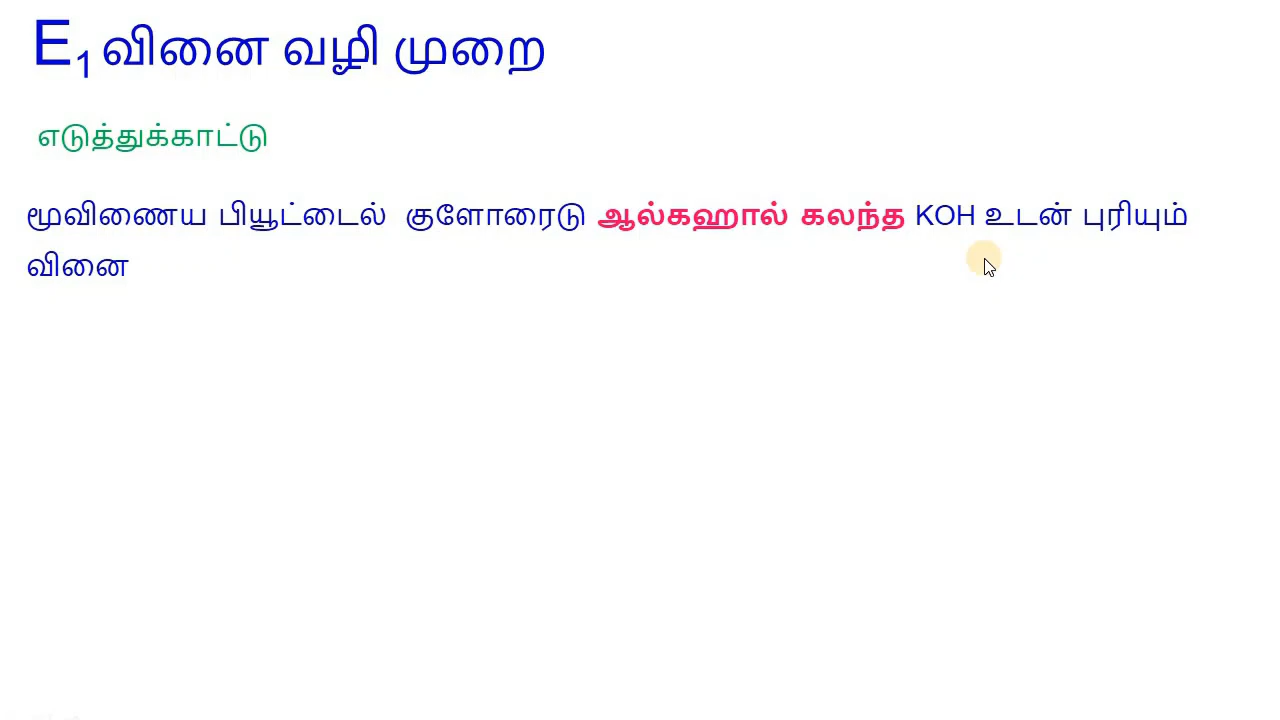 E₁ வினை வழி முறை
எடுத்துக்காட்டு
மூவிணைய பியூட்டைல் குளோரைடு ஆல்கஹால் கலந்த KOH உடன் புரியும்
வினை